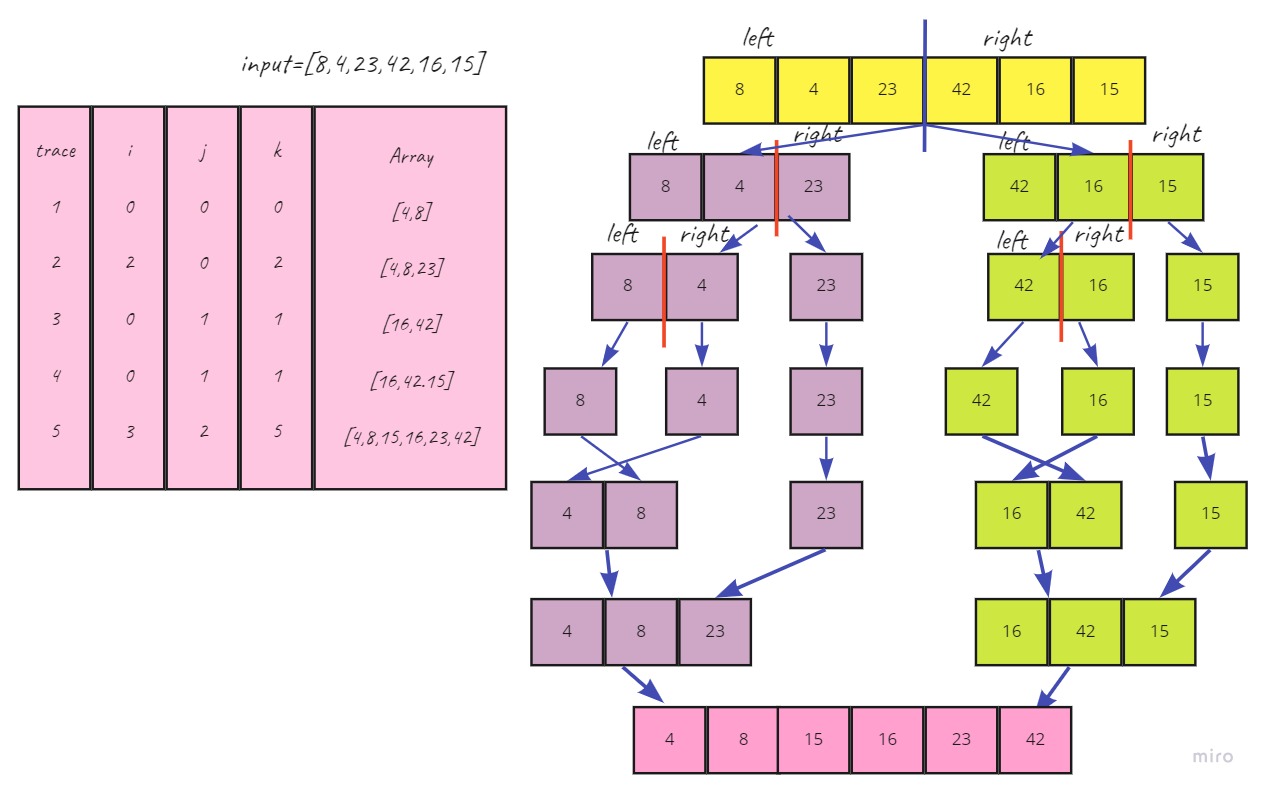 input=[8,4,23,42,16,15]
trace i j k Array
1 0 0 0 [4,8]
2 2 0 2 [4,8,23]
3 0 1 1 [16,42]
4 0 1 1 [16,42.15]
5 3 2 5 [4,8,15,16,23,42]
left right
8 4 23 42 16 15
left right left right
8 4 23 42 16 15
left right left right
8 4 23 42 16 15
8 4 23 42 16 15
4 8 23 16 42 15
4 8 23 16 42 15
4 8 15 16 23 42
miro